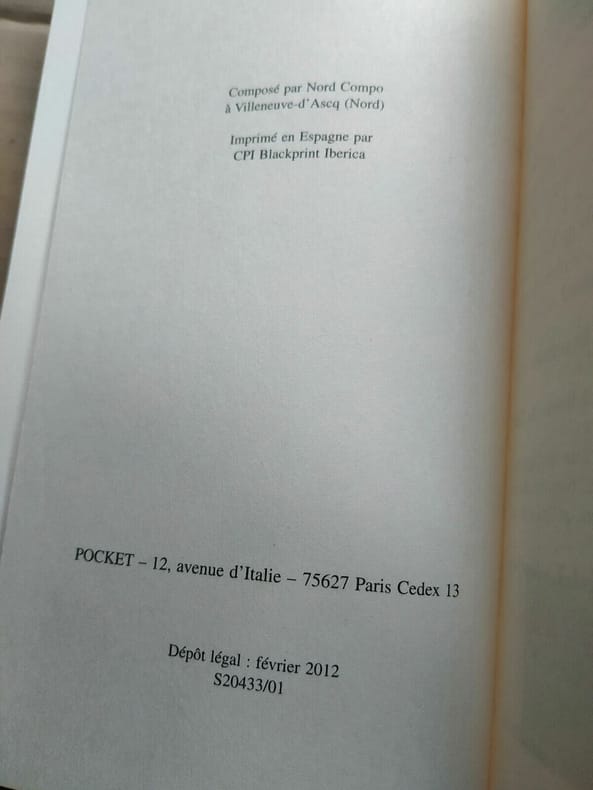 Composé par Nord Compo
à Villeneuve-d'Ascq (Nord)
Imprimé en Espagne par
CPI Blackprint Iberica
POCKET – 12, avenue d'Italie – 75627 Paris Cedex 13
Dépôt légal : février 2012
S20433/01